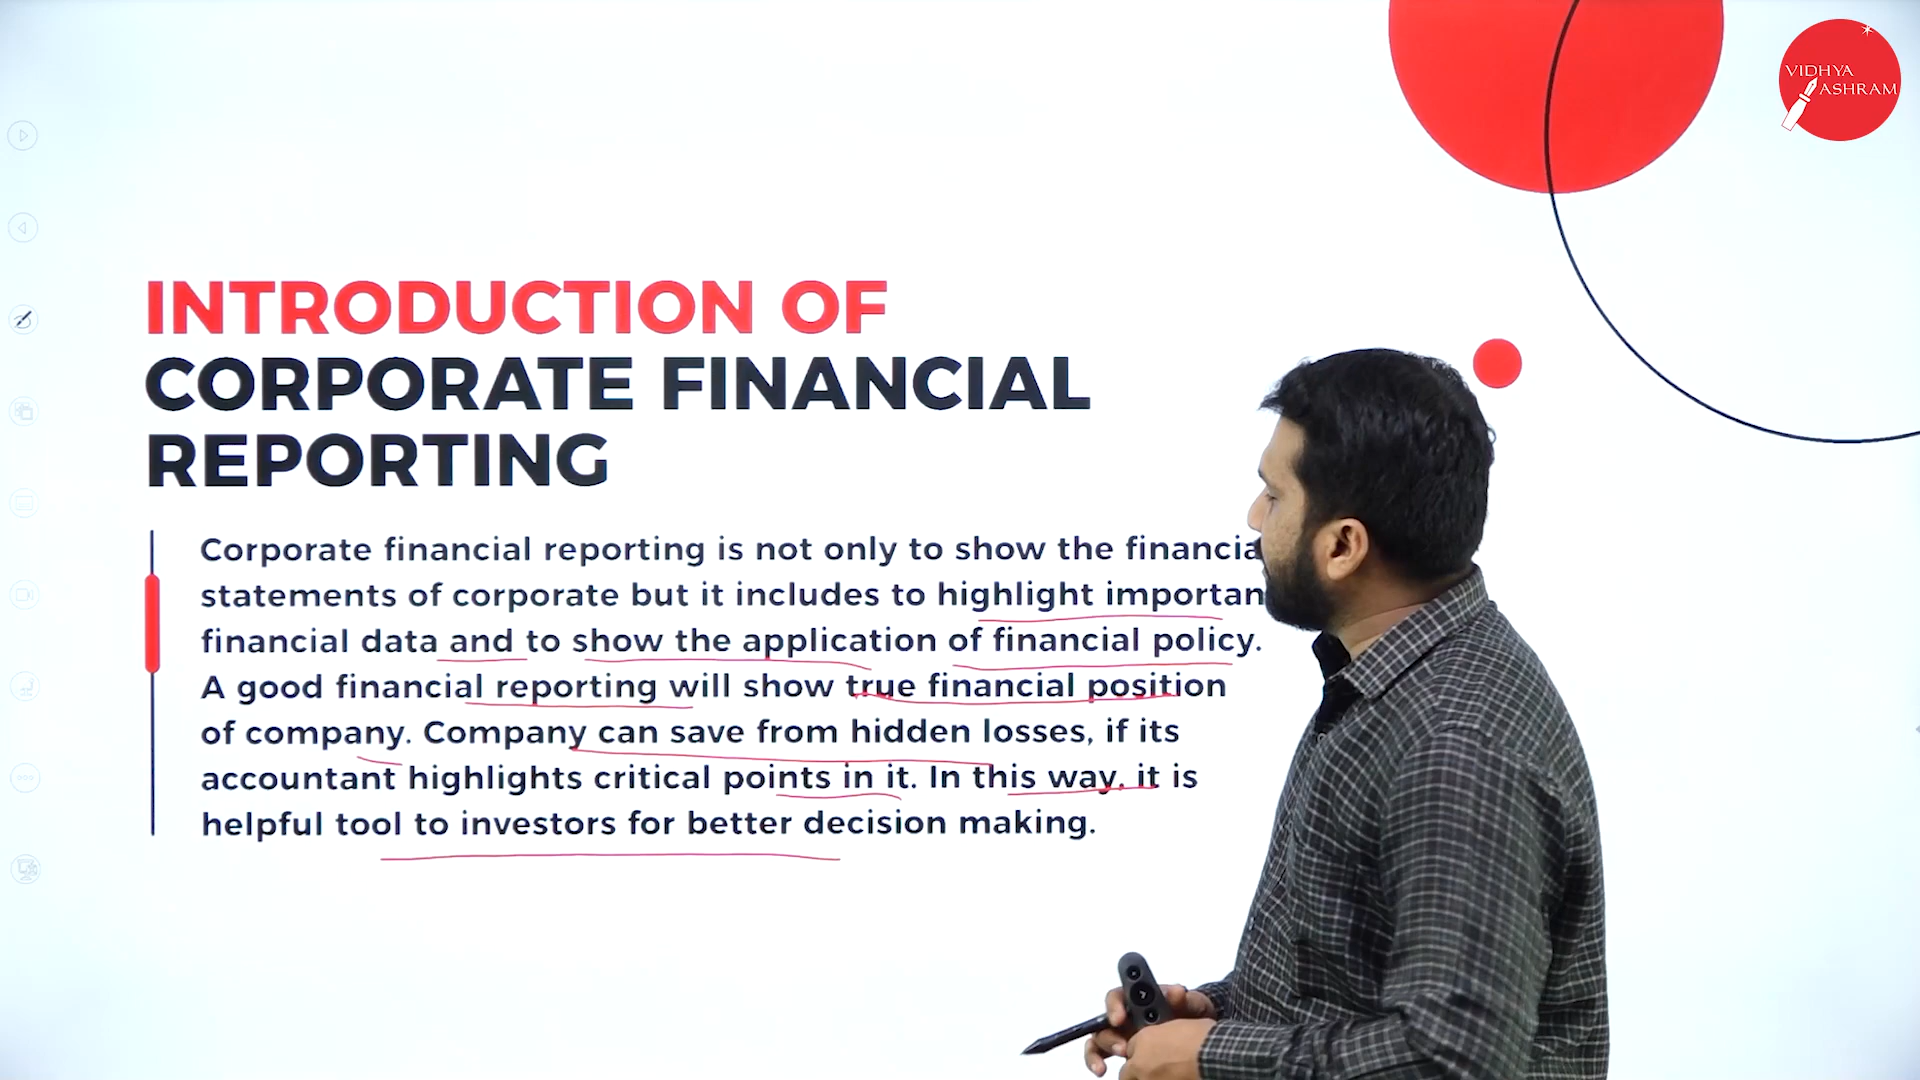 VIDHYA
ASHRAM
INTRODUCTION OF
CORPORATE FINANCIAL
REPORTING
Corporate financial reporting is not only to show the financia
statements of corporate but it includes to highlight importan
financial data and to show the application of financial policy.
A good financial reporting will show true financial position
of company. Company can save from hidden losses, if its
accountant highlights critical points in it. In this way, it is
helpful tool to investors for better decision making.